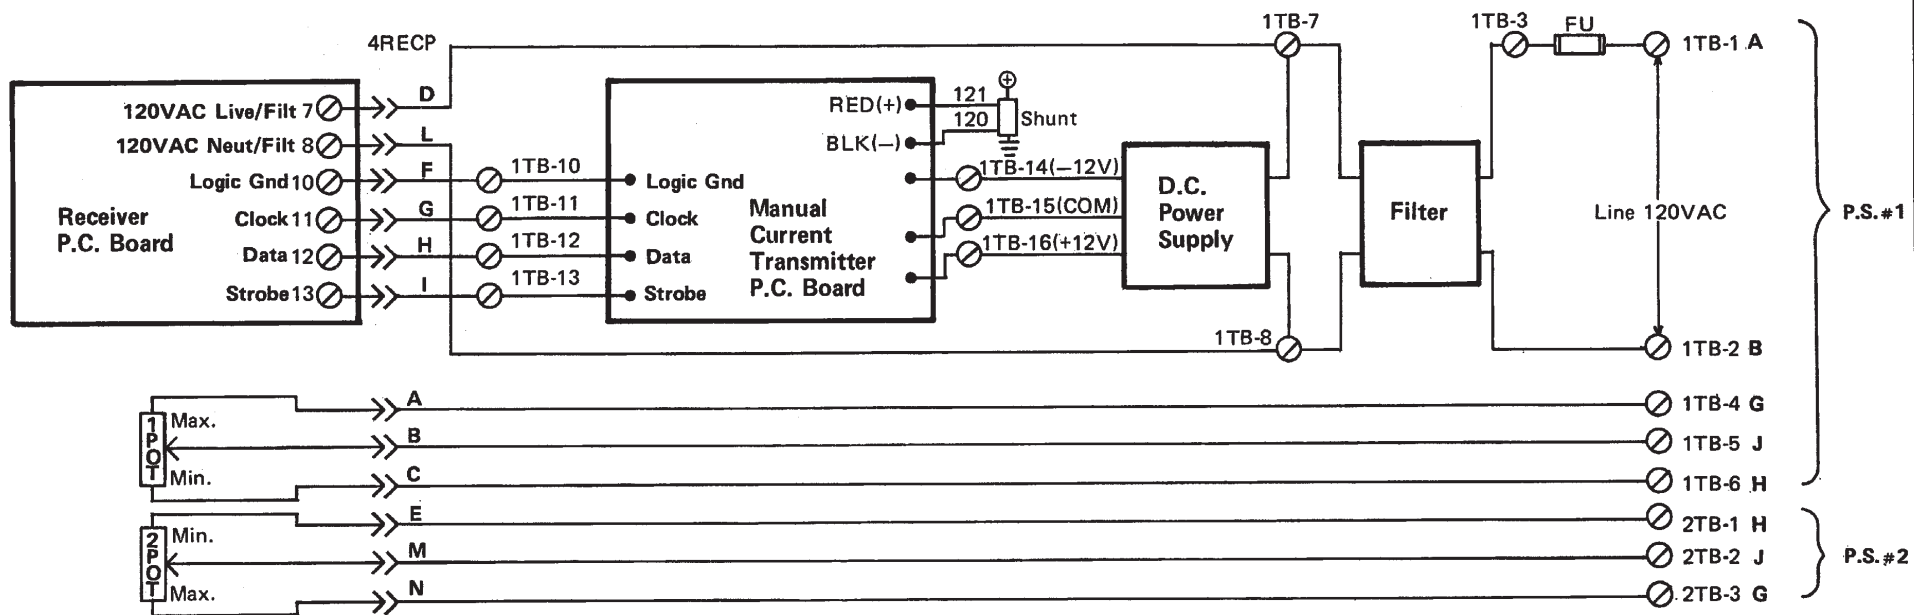 4RECP
1TB-7
1TB-3
FU
1TB-1 A
120VAC Live/Filt 7
D
120VAC Neut/Filt 8
L
Logic Gnd 10
F
1TB-10
Clock 11
G
1TB-11
Data 12
H
1TB-12
Strobe 13
I
1TB-13
Receiver
P.C. Board
Logic Gnd
Clock
Data
Strobe
Manual
Current
Transmitter
P.C. Board
RED(+)
BLK(−)
121
120
Shunt
1TB-14(−12V)
1TB-15(COM)
1TB-16(+12V)
D.C.
Power
Supply
Filter
Line 120VAC
P.S.#1
1TB-8
1TB-2 B
1POT
Max.
Min.
A
B
C
1TB-4 G
1TB-5 J
1TB-6 H
2POT
Min.
Max.
E
M
N
2TB-1 H
2TB-2 J
2TB-3 G
P.S.#2